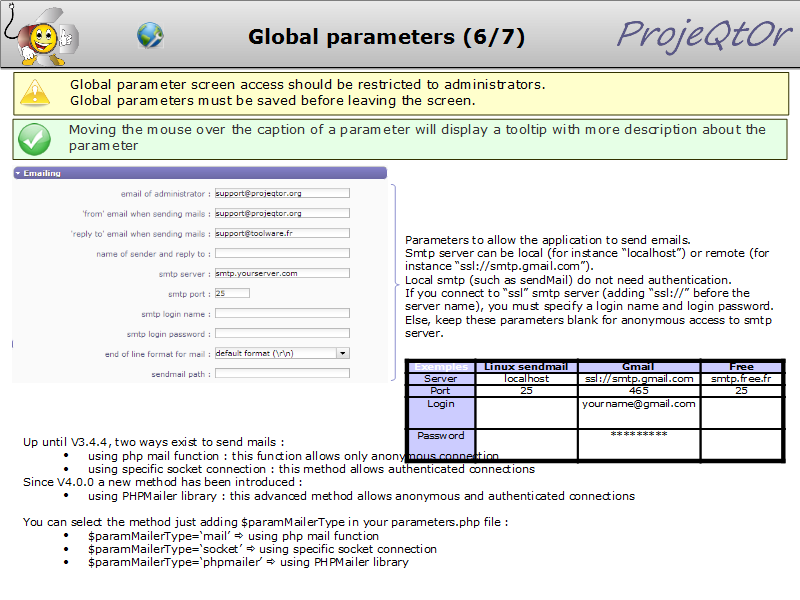 Global parameters (6/7)
ProjeQtOr
Global parameter screen access should be restricted to administrators.
Global parameters must be saved before leaving the screen.
Moving the mouse over the caption of a parameter will display a tooltip with more description about the
parameter
Emailing
email of administrator : support@projeqtor.org
'from' email when sending mails : support@projeqtor.org
'reply to' email when sending mails : support@toolware.fr
name of sender and reply to :
smtp server : smtp.yourserver.com
smtp port : 25
smtp login name :
smtp login password :
end of line format for mail : default format (\r\n)
sendmail path :
Parameters to allow the application to send emails.
Smtp server can be local (for instance “localhost”) or remote (for
instance “ssl://smtp.gmail.com”).
Local smtp (such as sendMail) do not need authentication.
If you connect to “ssl” smtp server (adding “ssl://” before the
server name), you must specify a login name and login password.
Else, keep these parameters blank for anonymous access to smtp
server.
Exemples Linux sendmail Gmail Free
Server localhost ssl://smtp.gmail.com smtp.free.fr
Port 25 465 25
Login yourname@gmail.com
Password *********
Up until V3.4.4, two ways exist to send mails :
• using php mail function : this function allows only anonymous connection
• using specific socket connection : this method allows authenticated connections
Since V4.0.0 a new method has been introduced :
• using PHPMailer library : this advanced method allows anonymous and authenticated connections
You can select the method just adding $paramMailerType in your parameters.php file :
• $paramMailerType=‘mail’ ⇨ using php mail function
• $paramMailerType=‘socket’ ⇨ using specific socket connection
• $paramMailerType=‘phpmailer’ ⇨ using PHPMailer library